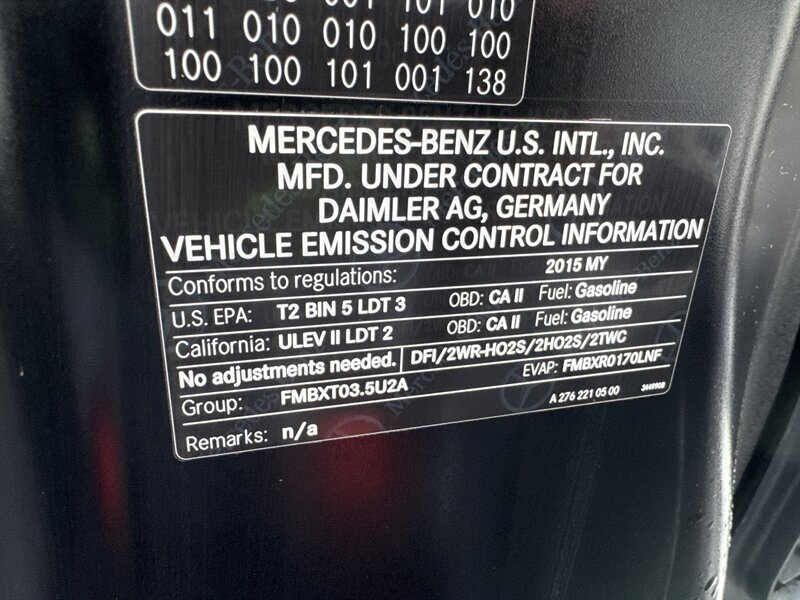 001 101 010
011 010 010 100 100
100 100 101 001 138
MERCEDES-BENZ U.S. INTL., INC.
MFD. UNDER CONTRACT FOR
DAIMLER AG, GERMANY
VEHICLE EMISSION CONTROL INFORMATION
Conforms to regulations: 2015 MY
U.S. EPA: T2 BIN 5 LDT 3 OBD: CA II Fuel: Gasoline
California: ULEV II LDT 2 OBD: CA II Fuel: Gasoline
No adjustments needed. DFI/2WR-HO2S/2HO2S/2TWC
Group: FMBXT03.5U2A EVAP: FMBXR0170LNF
A 276 221 05 00
Remarks: n/a